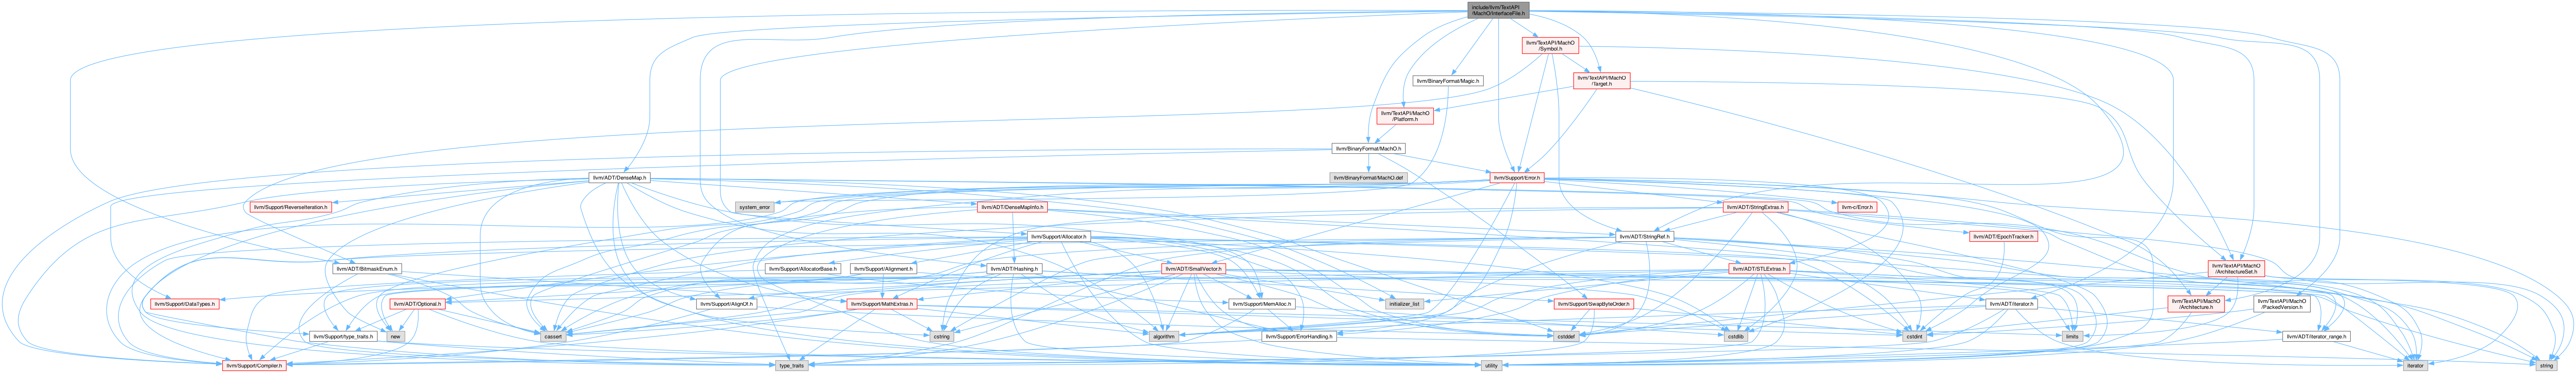 include/llvm/TextAPI
/MachO/InterfaceFile.h
llvm/TextAPI/MachO
/Symbol.h
llvm/BinaryFormat/Magic.h
llvm/TextAPI/MachO
/Target.h
llvm/TextAPI/MachO
/Platform.h
llvm/BinaryFormat/MachO.h
llvm/ADT/DenseMap.h
llvm/BinaryFormat/MachO.def
llvm/Support/Error.h
llvm/Support/ReverseIteration.h
system_error
llvm/ADT/DenseMapInfo.h
llvm/ADT/StringExtras.h
llvm-c/Error.h
llvm/Support/Allocator.h
llvm/ADT/StringRef.h
llvm/ADT/EpochTracker.h
llvm/ADT/BitmaskEnum.h
llvm/Support/AllocatorBase.h
llvm/Support/Alignment.h
llvm/ADT/Hashing.h
llvm/ADT/SmallVector.h
llvm/ADT/STLExtras.h
llvm/TextAPI/MachO
/ArchitectureSet.h
llvm/Support/DataTypes.h
llvm/ADT/Optional.h
llvm/Support/AlignOf.h
llvm/Support/MathExtras.h
llvm/Support/MemAlloc.h
initializer_list
llvm/Support/SwapByteOrder.h
llvm/ADT/iterator.h
llvm/TextAPI/MachO
/Architecture.h
llvm/TextAPI/MachO
/PackedVersion.h
llvm/Support/type_traits.h
new
cassert
cstring
algorithm
llvm/Support/ErrorHandling.h
cstddef
cstdlib
cstdint
limits
llvm/ADT/iterator_range.h
llvm/Support/Compiler.h
type_traits
utility
iterator
string